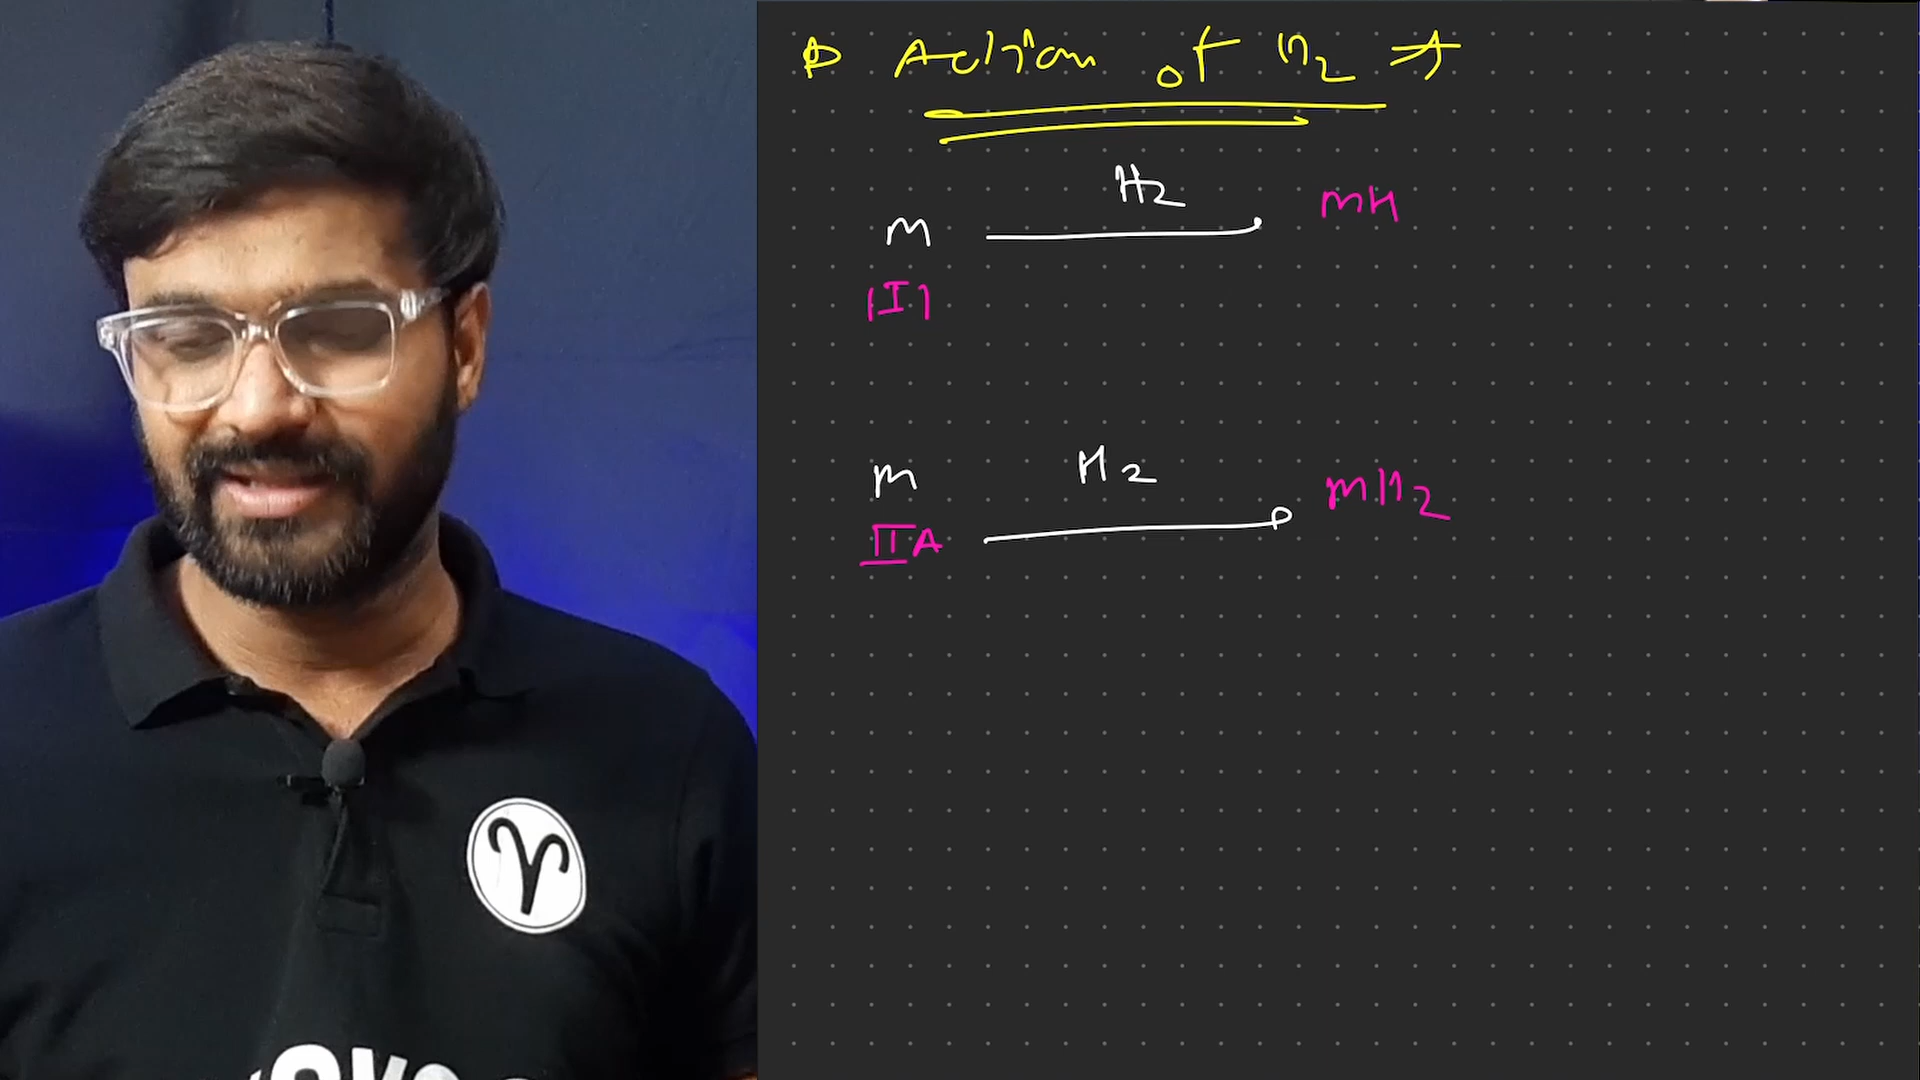 Action of H2 ⇒
H2
M MH
(I)
H2
M MH2
IIA